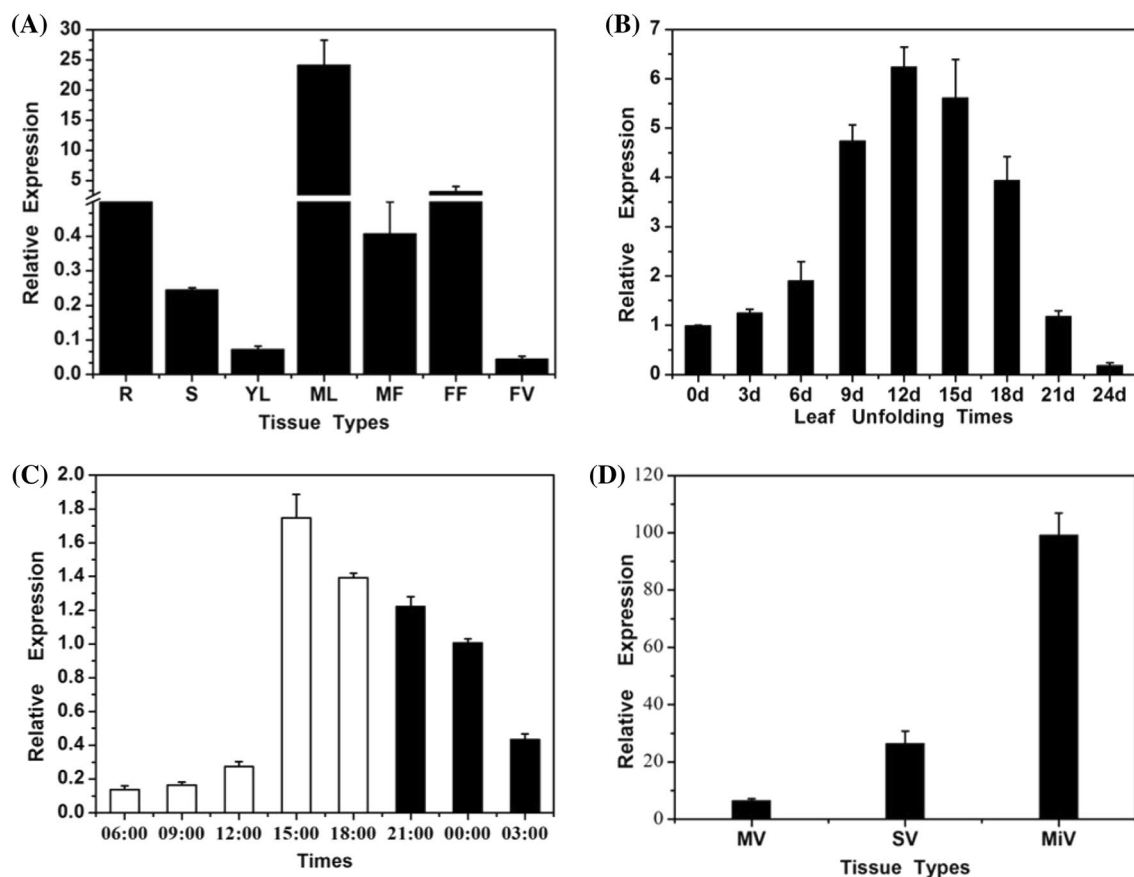 (A)
Relative Expression
30
25
20
15
10
5
0.4
0.3
0.2
0.1
0.0
R S YL ML MF FF FV
Tissue Types
(B)
Relative Expression
7
6
5
4
3
2
1
0
0d 3d 6d 9d 12d 15d 18d 21d 24d
Leaf Unfolding Times
(C)
Relative Expression
2.0
1.8
1.6
1.4
1.2
1.0
0.8
0.6
0.4
0.2
0.0
06:00 09:00 12:00 15:00 18:00 21:00 00:00 03:00
Times
(D)
Relative Expression
120
100
80
60
40
20
0
MV SV MiV
Tissue Types